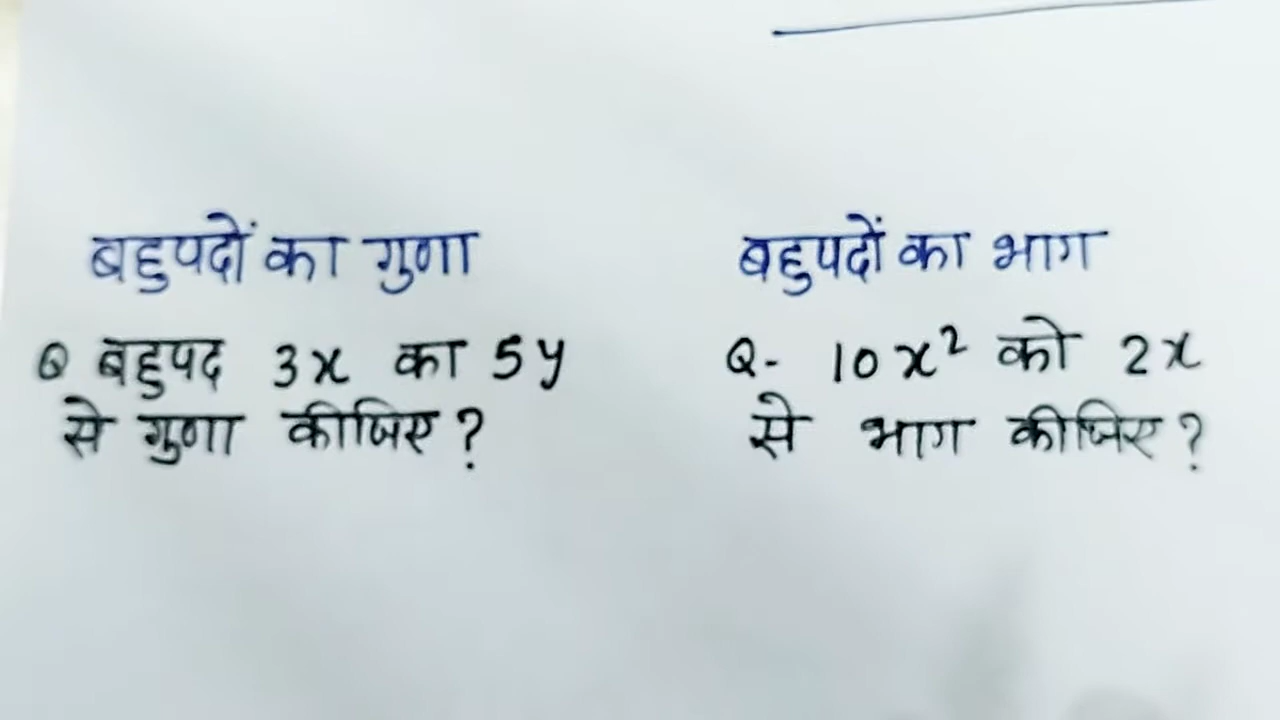 बहुपदों का गुणा
Q बहुपद 3x का 5y
से गुणा कीजिए?
बहुपदों का भाग
Q- 10x² को 2x
से भाग कीजिए?